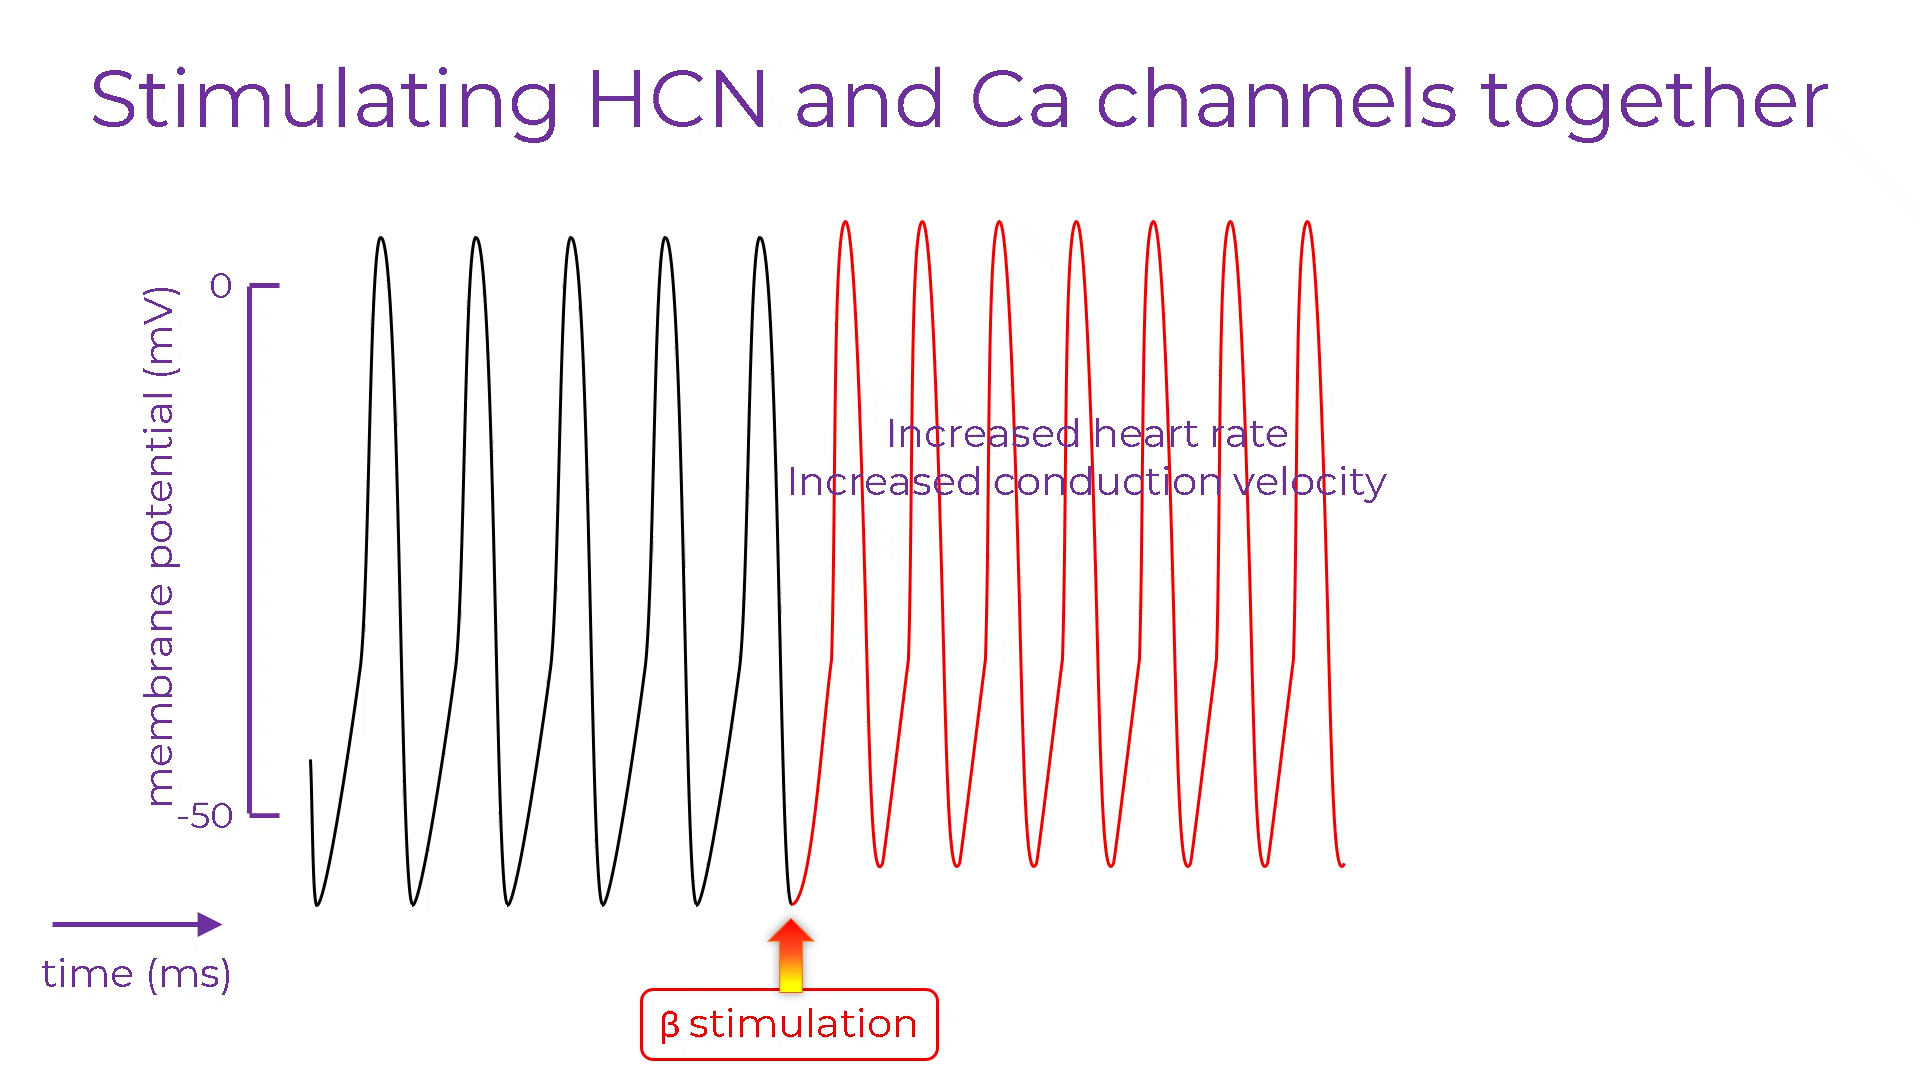 Stimulating HCN and Ca channels together
0
membrane potential (mV)
Increased heart rate
Increased conduction velocity
-50
time (ms)
β stimulation